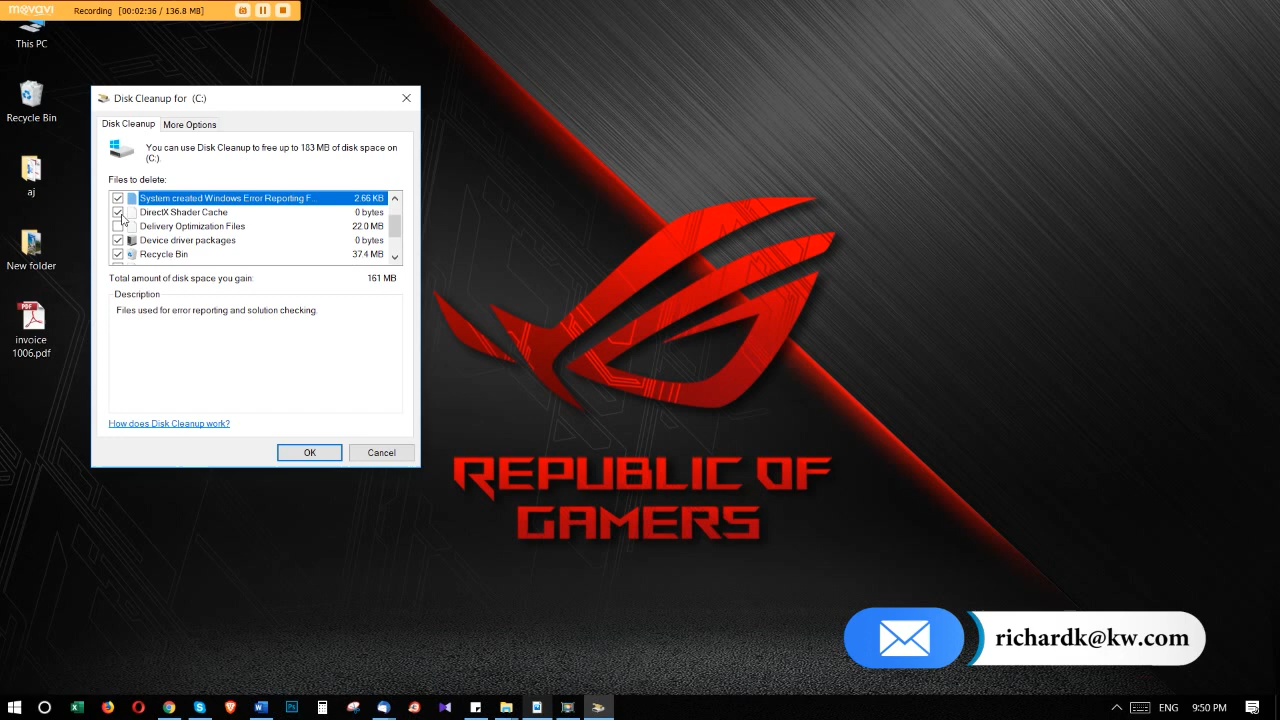 movavi
Recording [00:02:36 / 136.8 MB]
This PC
Recycle Bin
aj
New folder
PDF
invoice
1006.pdf
Disk Cleanup for (C:)
Disk Cleanup
More Options
You can use Disk Cleanup to free up to 183 MB of disk space on
(C:).
Files to delete:
System created Windows Error Reporting F... 2.66 KB
DirectX Shader Cache 0 bytes
Delivery Optimization Files 22.0 MB
Device driver packages 0 bytes
Recycle Bin 37.4 MB
Total amount of disk space you gain: 161 MB
Description
Files used for error reporting and solution checking.
How does Disk Cleanup work?
OK
Cancel
REPUBLIC OF
GAMERS
richardk@kw.com
ENG
9:50 PM